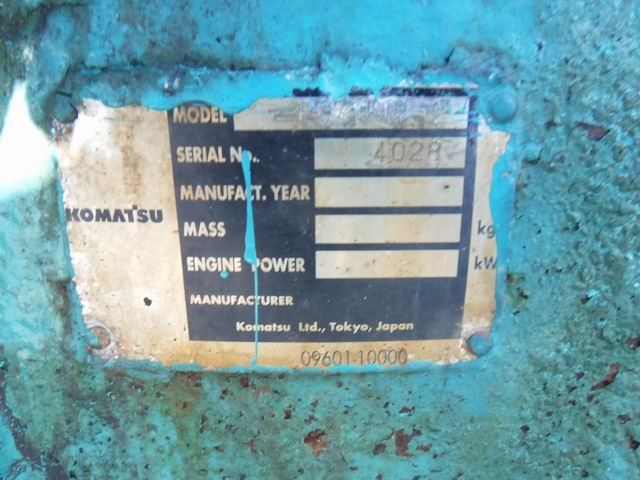 MODEL
SERIAL No. 4028
MANUFACT. YEAR
KOMATSU
MASS kg
ENGINE POWER kW
MANUFACTURER
Komatsu Ltd., Tokyo, Japan
09601-10000